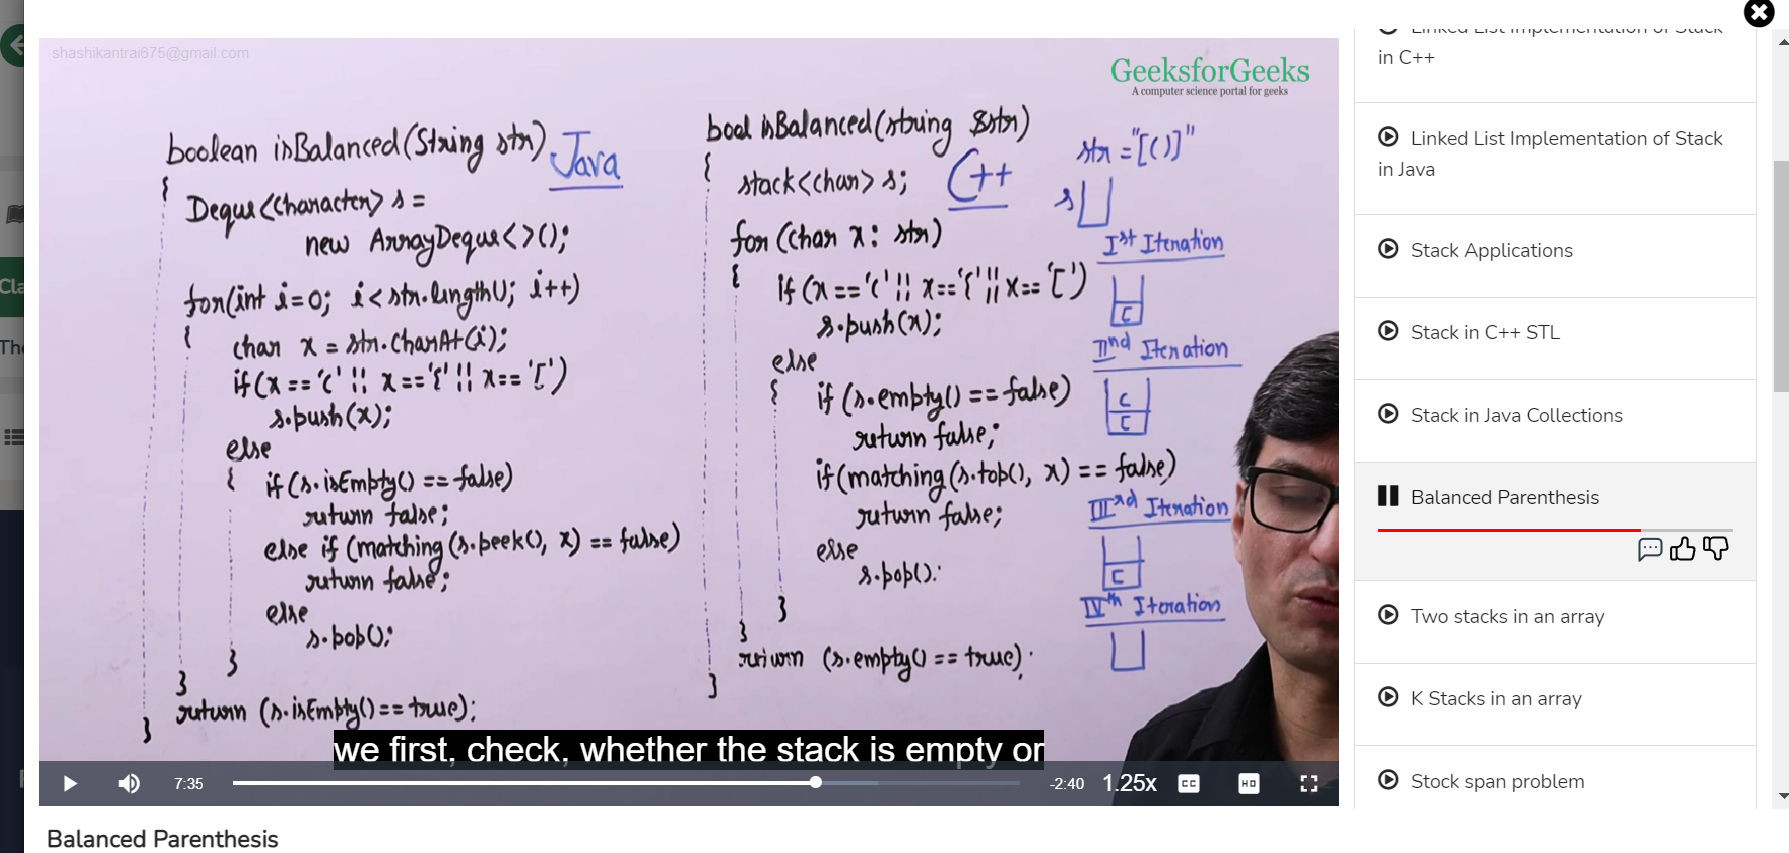 shashikantrai675@gmail.com
GeeksforGeeks
A computer science portal for geeks
boolean isBalanced(String str)
Java
{
Deque<Character> s =
new ArrayDeque<>();
for(int i=0; i<str.length(); i++)
{
char x = str.charAt(i);
if(x=='(' || x=='{' || x=='[')
s.push(x);
else
{
if(s.isEmpty()==false)
return false;
else if(matching(s.peek(), x)==false)
return false;
else
s.pop();
}
}
return (s.isEmpty()==true);
}
bool isBalanced(string &str)
C++
{
stack<char> s;
for(char x: str)
{
if(x=='(' || x=='{' || x=='[')
s.push(x);
else
{
if(s.empty()==false)
return false;
if(matching(s.top(), x)==false)
return false;
else
s.pop();
}
}
return (s.empty()==true);
}
str = "[()]"
s
Ist Iteration
[
IInd Iteration
(
[
IIIrd Iteration
[
IVth Iteration
we first, check, whether the stack is empty or
7:35
-2:40
1.25x
CC
HD
Balanced Parenthesis
Linked List Implementation of Stack
in C++
Linked List Implementation of Stack
in Java
Stack Applications
Stack in C++ STL
Stack in Java Collections
Balanced Parenthesis
Two stacks in an array
K Stacks in an array
Stock span problem
Cla
The